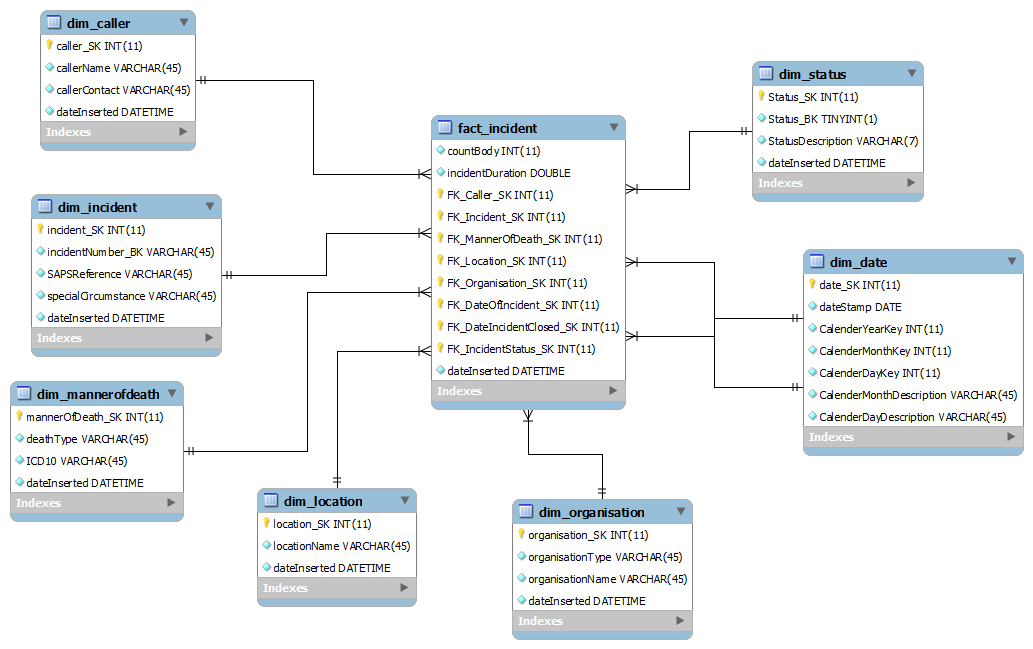 dim_caller
caller_SK INT(11)
callerName VARCHAR(45)
callerContact VARCHAR(45)
dateInserted DATETIME
Indexes
dim_incident
incident_SK INT(11)
incidentNumber_BK VARCHAR(45)
SAPSReference VARCHAR(45)
specialCircumstance VARCHAR(45)
dateInserted DATETIME
Indexes
dim_mannerofdeath
mannerOfDeath_SK INT(11)
deathType VARCHAR(45)
ICD10 VARCHAR(45)
dateInserted DATETIME
Indexes
dim_location
location_SK INT(11)
locationName VARCHAR(45)
dateInserted DATETIME
Indexes
fact_incident
countBody INT(11)
incidentDuration DOUBLE
FK_Caller_SK INT(11)
FK_Incident_SK INT(11)
FK_MannerOfDeath_SK INT(11)
FK_Location_SK INT(11)
FK_Organisation_SK INT(11)
FK_DateOfIncident_SK INT(11)
FK_DateIncidentClosed_SK INT(11)
FK_IncidentStatus_SK INT(11)
dateInserted DATETIME
Indexes
dim_organisation
organisation_SK INT(11)
organisationType VARCHAR(45)
organisationName VARCHAR(45)
dateInserted DATETIME
Indexes
dim_status
Status_SK INT(11)
Status_BK TINYINT(1)
StatusDescription VARCHAR(7)
dateInserted DATETIME
Indexes
dim_date
date_SK INT(11)
dateStamp DATE
CalenderYearKey INT(11)
CalenderMonthKey INT(11)
CalenderDayKey INT(11)
CalenderMonthDescription VARCHAR(45)
CalenderDayDescription VARCHAR(45)
Indexes